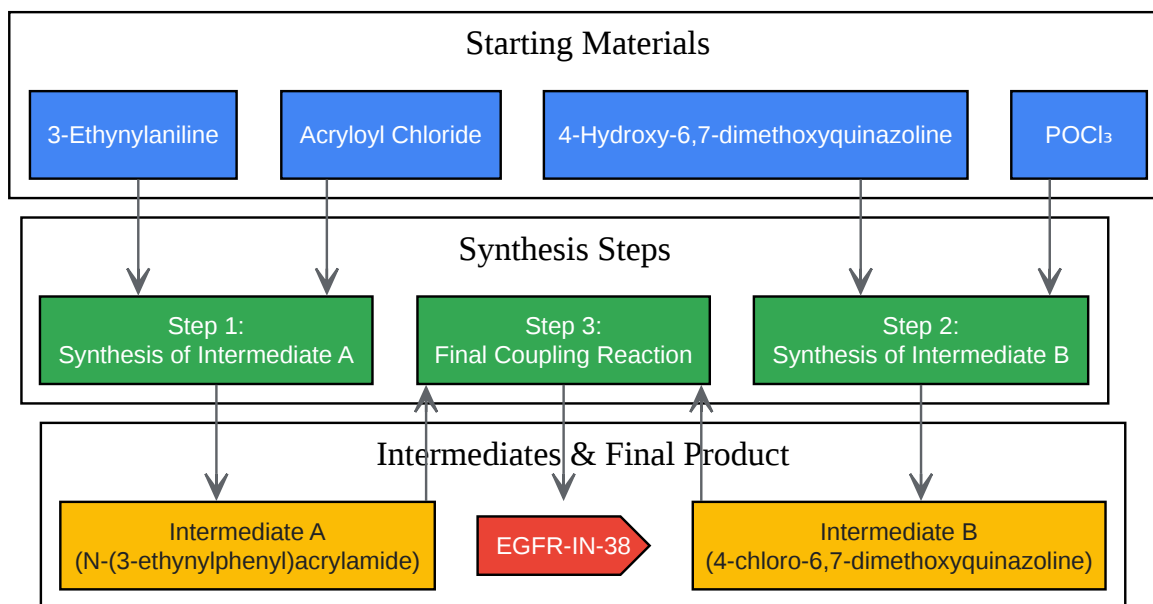 Starting Materials
3-Ethynylaniline
Acryloyl Chloride
4-Hydroxy-6,7-dimethoxyquinazoline
POCl₃
Synthesis Steps
Step 1:
Synthesis of Intermediate A
Step 3:
Final Coupling Reaction
Step 2:
Synthesis of Intermediate B
Intermediates & Final Product
Intermediate A
(N-(3-ethynylphenyl)acrylamide)
EGFR-IN-38
Intermediate B
(4-chloro-6,7-dimethoxyquinazoline)